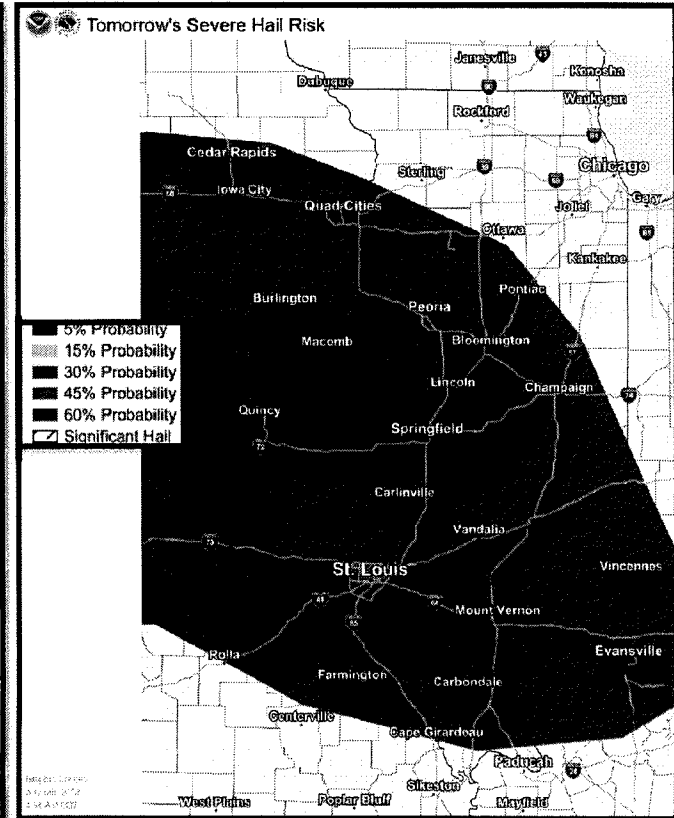 Tomorrow's Severe Hail Risk
Janesville
Kenosha
Dubuque
Waukegan
Rockford
Cedar Rapids
Sterling
Chicago
Iowa City
Quad-Cities
Joliet
Gary
Ottawa
Kankakee
Pontiac
Burlington
Peoria
5% Probability
15% Probability
30% Probability
45% Probability
60% Probability
Significant Hail
Macomb
Bloomington
Lincoln
Champaign
Quincy
Springfield
Carlinville
Vandalia
St. Louis
Vincennes
Mount Vernon
Rolla
Evansville
Farmington
Carbondale
Centerville
Cape Girardeau
Paducah
Sikeston
West Plains
Poplar Bluff
Mayfield